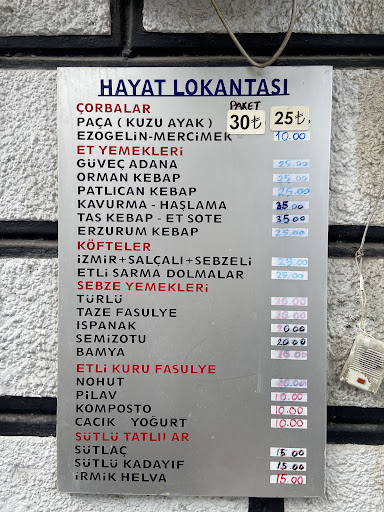 HAYAT LOKANTASI
ÇORBALAR PAKET
PAÇA ( KUZU AYAK ) 30₺ 25₺
EZOGELİN-MERCİMEK 10.00
ET YEMEKLERİ
GÜVEÇ ADANA 25.00
ORMAN KEBAP 25.00
PATLICAN KEBAP 25.00
KAVURMA - HAŞLAMA 35.00
TAS KEBAP - ET SOTE 35.00
ERZURUM KEBAP 25.00
KÖFTELER
İZMİR+SALÇALI+SEBZELİ 25.00
ETLİ SARMA DOLMALAR 25.00
SEBZE YEMEKLERİ
TÜRLÜ
TAZE FASULYE
ISPANAK
SEMİZOTU 20.00
BAMYA
ETLİ KURU FASULYE
NOHUT
PİLAV 10.00
KOMPOSTO 10.00
CACIK YOĞURT 10.00
SÜTLÜ TATLILAR
SÜTLAÇ 15.00
SÜTLÜ KADAYIF 15.00
İRMİK HELVA 15.00